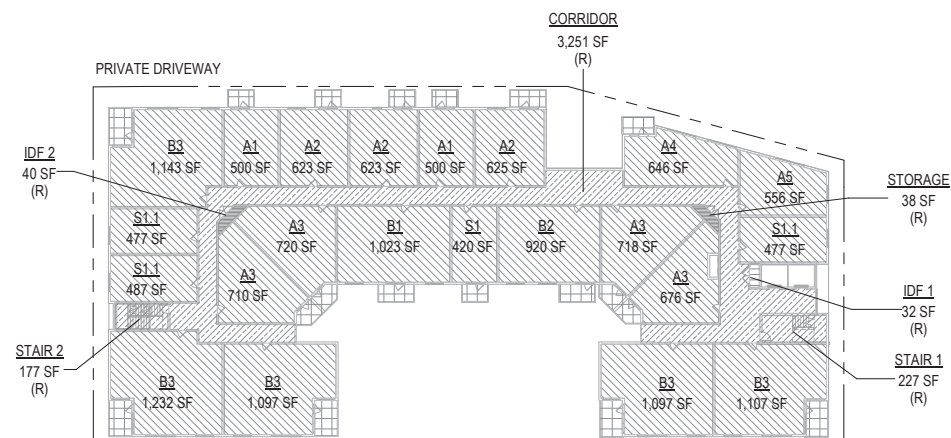 CORRIDOR
3,251 SF
(R)
PRIVATE DRIVEWAY
IDF 2
40 SF
(R)
B3
1,143 SF
A1
500 SF
A2
623 SF
A2
623 SF
A1
500 SF
A2
625 SF
A4
646 SF
A5
556 SF
STORAGE
38 SF
(R)
S1.1
477 SF
A3
720 SF
B1
1,023 SF
S1
420 SF
B2
920 SF
A3
718 SF
S1.1
477 SF
S1.1
487 SF
A3
710 SF
A3
676 SF
IDF 1
32 SF
(R)
STAIR 2
177 SF
(R)
STAIR 1
227 SF
(R)
B3
1,232 SF
B3
1,097 SF
B3
1,097 SF
B3
1,107 SF